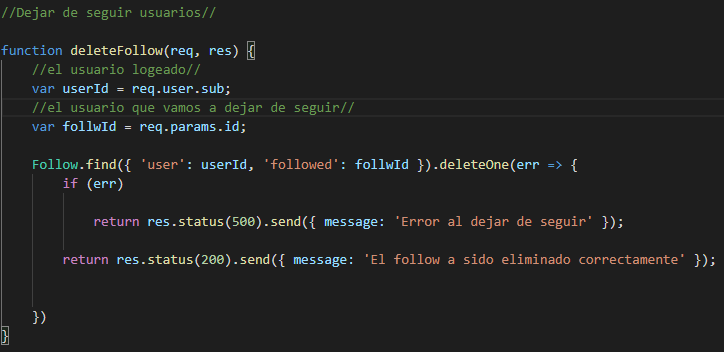 //Dejar de seguir usuarios//
function deleteFollow(req, res) {
//el usuario logeado//
var userId = req.user.sub;
//el usuario que vamos a dejar de seguir//
var follwId = req.params.id;
Follow.find({ 'user': userId, 'followed': follwId }).deleteOne(err => {
if (err)
return res.status(500).send({ message: 'Error al dejar de seguir' });
return res.status(200).send({ message: 'El follow a sido eliminado correctamente' });
})
}